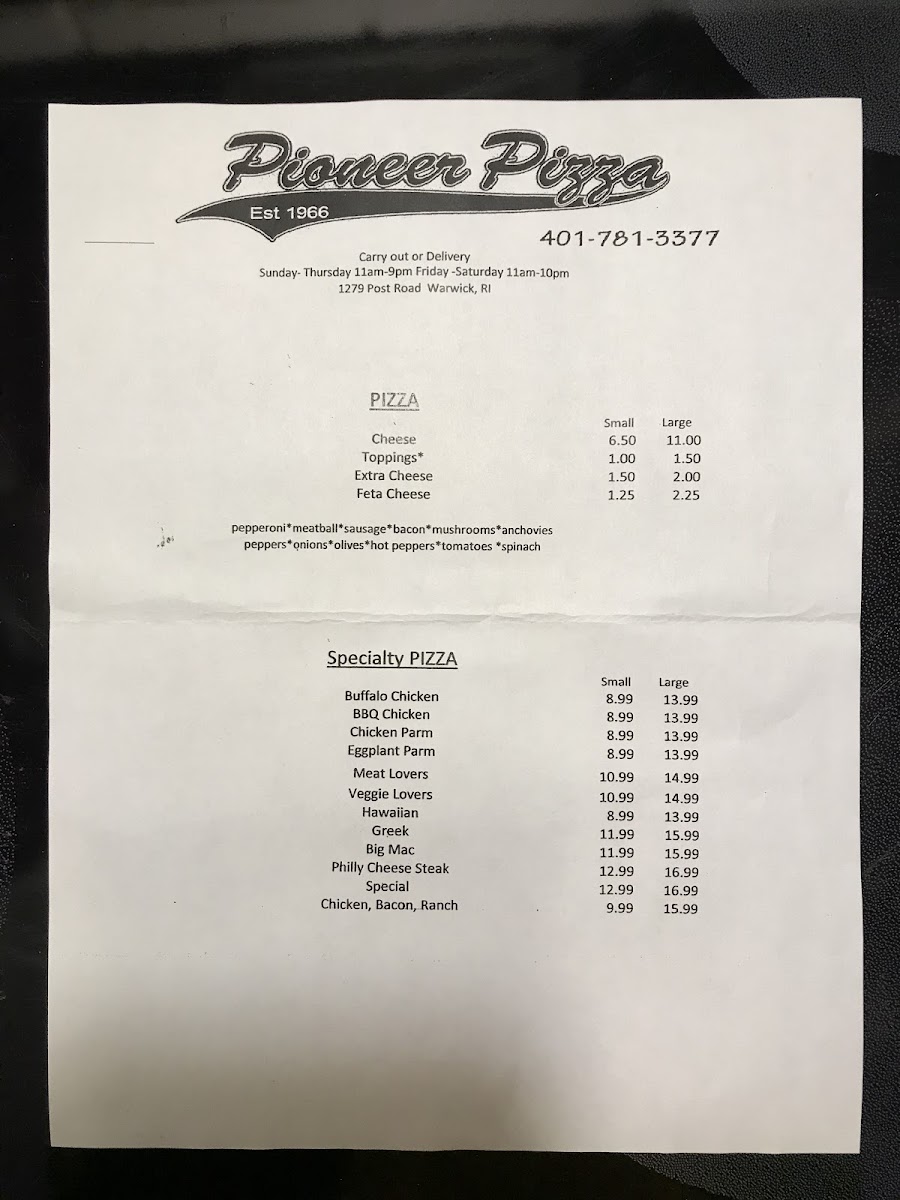 Pioneer Pizza
Est 1966
401-781-3377
Carry out or Delivery
Sunday- Thursday 11am-9pm Friday -Saturday 11am-10pm
1279 Post Road Warwick, RI
PIZZA
Small Large
Cheese 6.50 11.00
Toppings* 1.00 1.50
Extra Cheese 1.50 2.00
Feta Cheese 1.25 2.25
pepperoni*meatball*sausage*bacon*mushrooms*anchovies
peppers*onions*olives*hot peppers*tomatoes *spinach
Specialty PIZZA
Small Large
Buffalo Chicken 8.99 13.99
BBQ Chicken 8.99 13.99
Chicken Parm 8.99 13.99
Eggplant Parm 8.99 13.99
Meat Lovers 10.99 14.99
Veggie Lovers 10.99 14.99
Hawaiian 8.99 13.99
Greek 11.99 15.99
Big Mac 11.99 15.99
Philly Cheese Steak 12.99 16.99
Special 12.99 16.99
Chicken, Bacon, Ranch 9.99 15.99